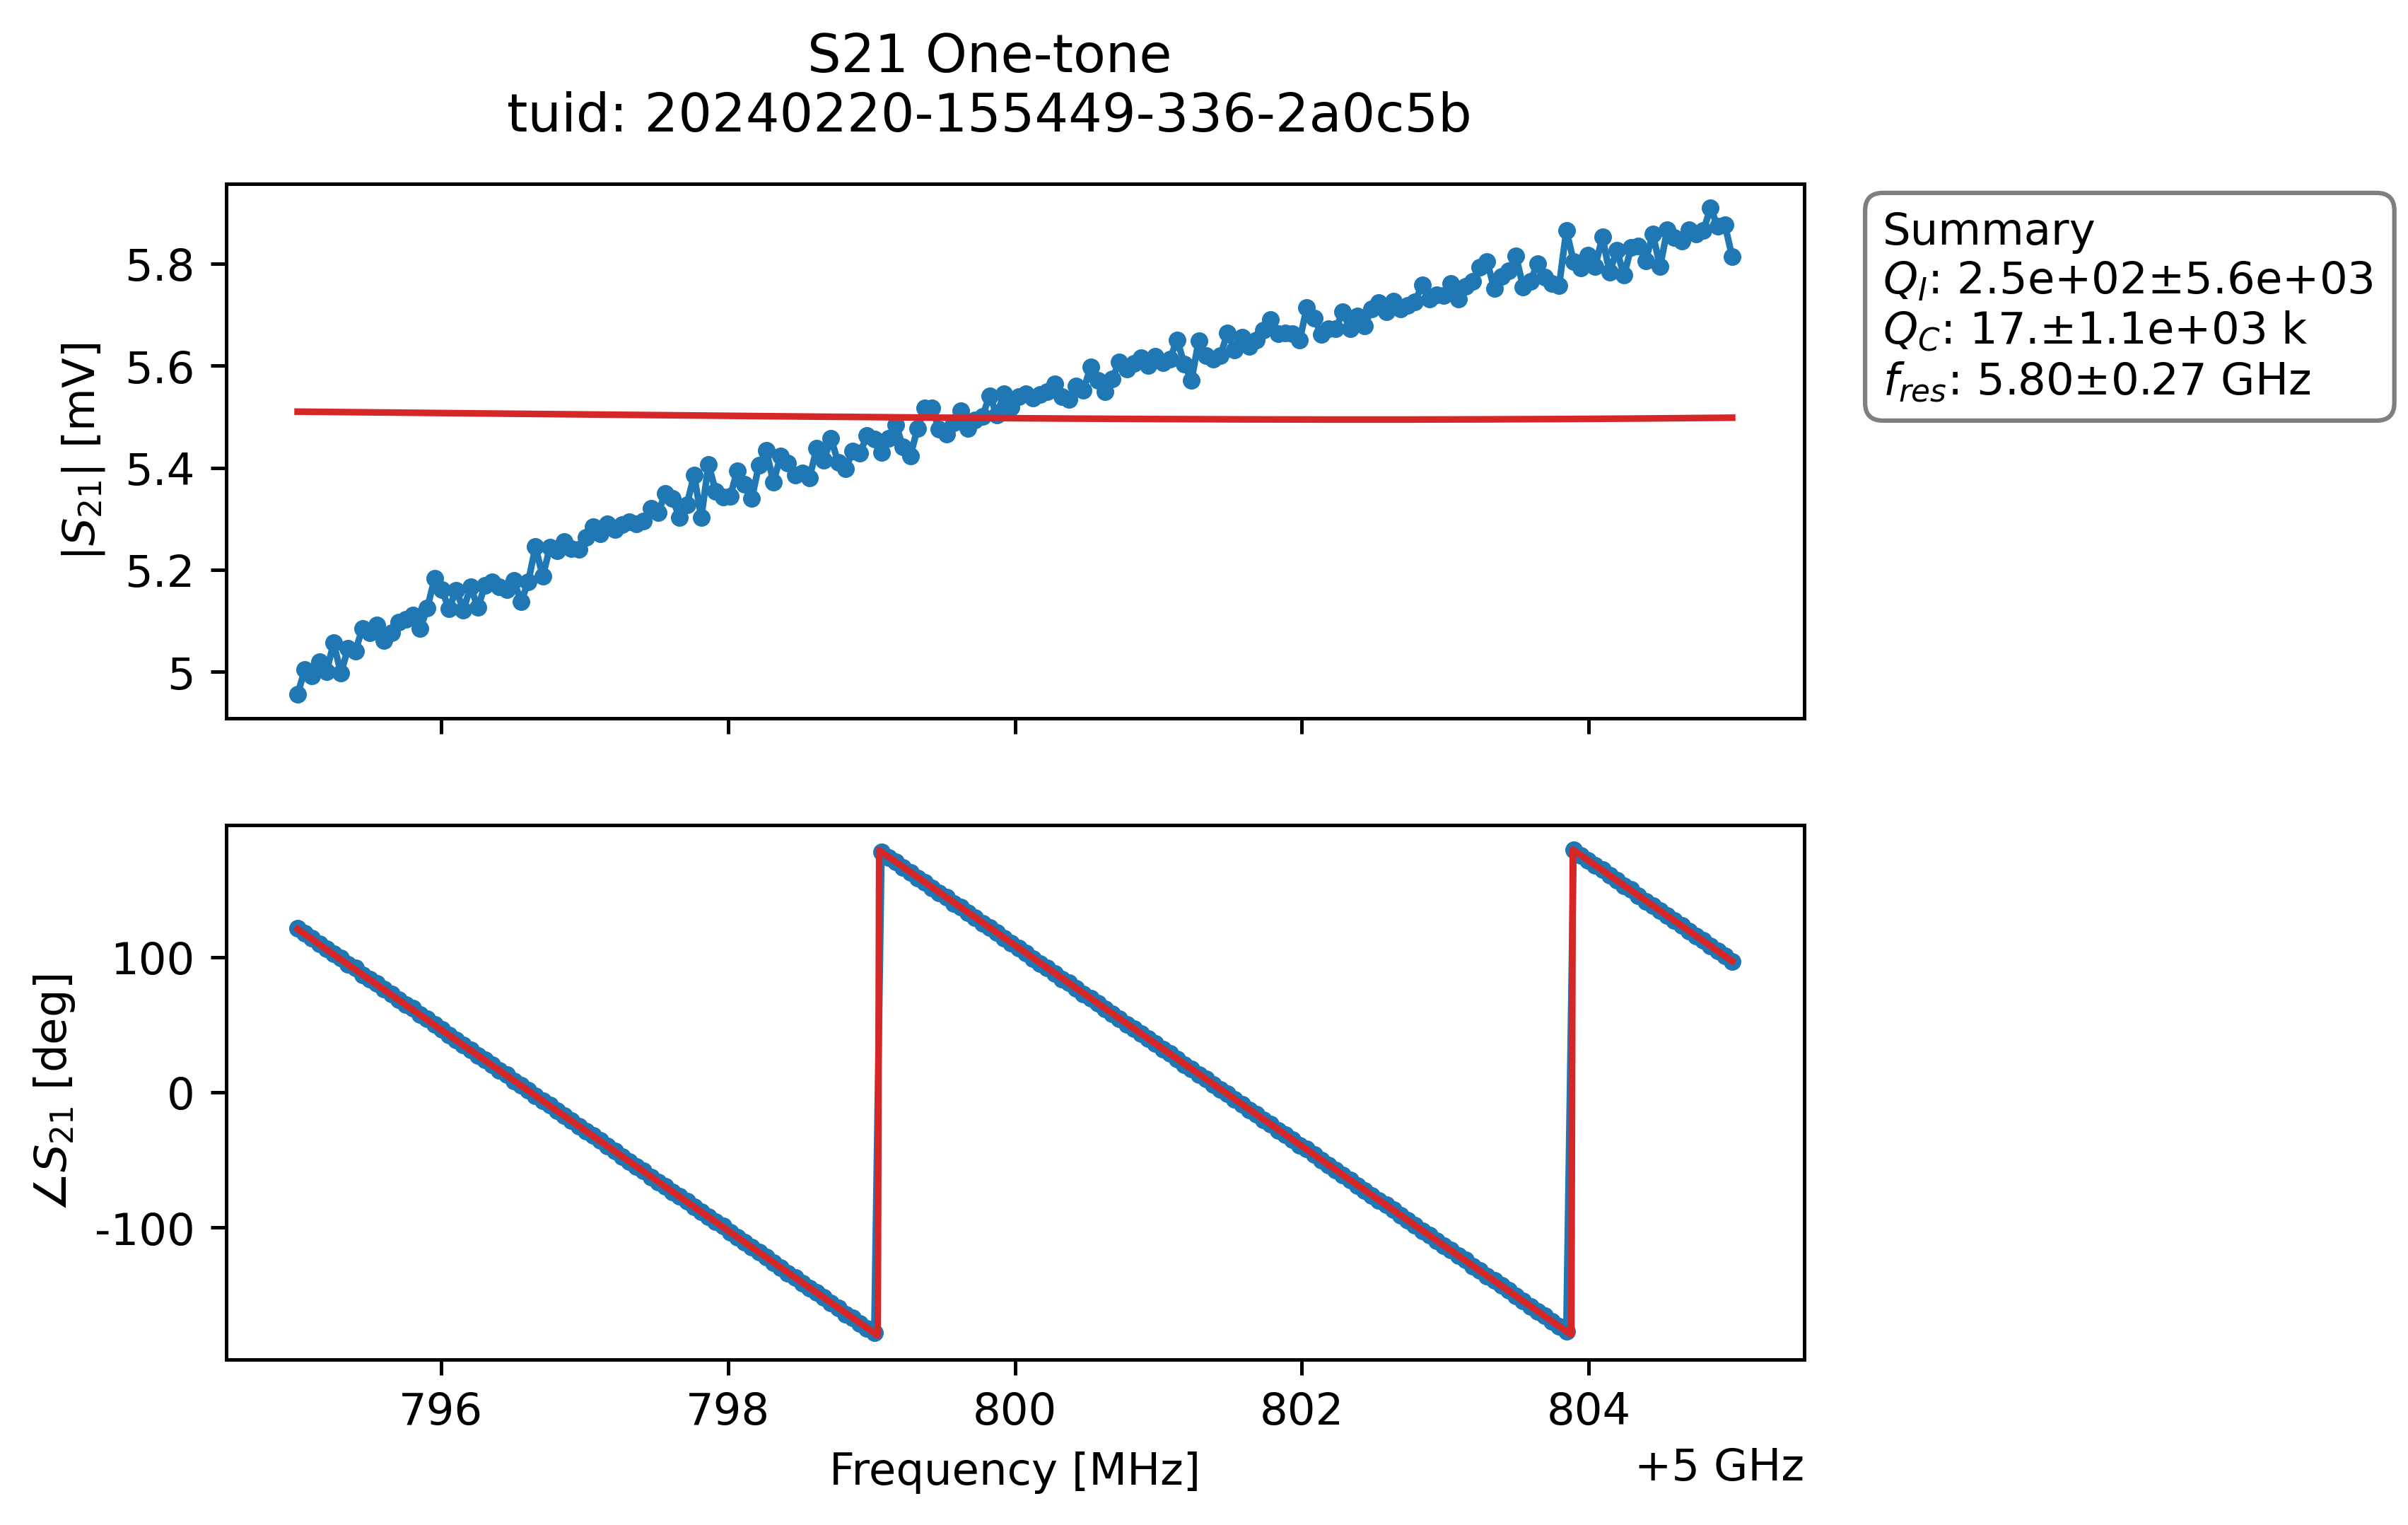 S21 One-tone
tuid: 20240220-155449-336-2a0c5b
|S21| [mV]
5.8
5.6
5.4
5.2
5
Summary
QI: 2.5e+02±5.6e+03
QC: 17.±1.1e+03 k
fres: 5.80±0.27 GHz
∠S21 [deg]
100
0
-100
796 798 800 802 804
Frequency [MHz]
+5 GHz